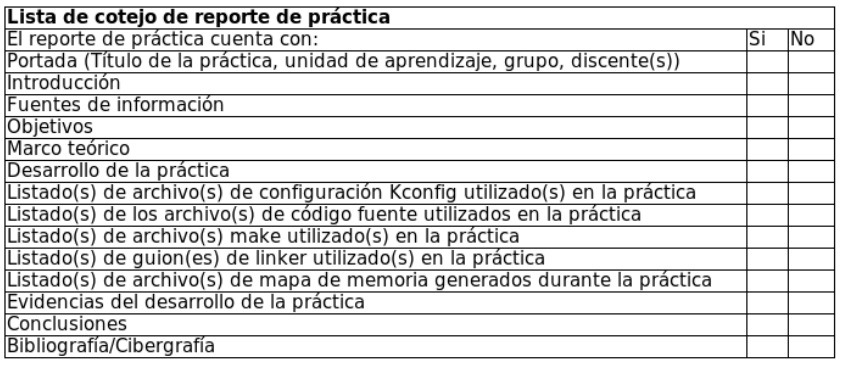 Lista de cotejo de reporte de práctica
El reporte de práctica cuenta con: Si No
Portada (Título de la práctica, unidad de aprendizaje, grupo, discente(s))
Introducción
Fuentes de información
Objetivos
Marco teórico
Desarrollo de la práctica
Listado(s) de archivo(s) de configuración Kconfig utilizado(s) en la práctica
Listado(s) de los archivo(s) de código fuente utilizados en la práctica
Listado(s) de archivo(s) make utilizado(s) en la práctica
Listado(s) de guion(es) de linker utilizado(s) en la práctica
Listado(s) de archivo(s) de mapa de memoria generados durante la práctica
Evidencias del desarrollo de la práctica
Conclusiones
Bibliografía/Cibergrafía